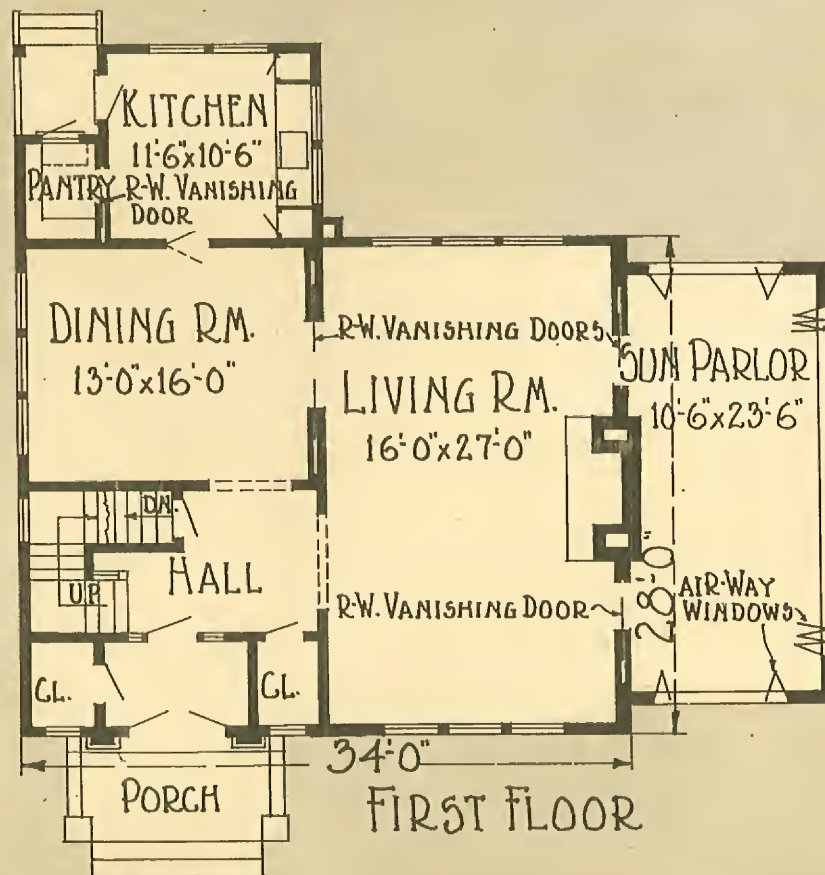 KITCHEN
11'-6"x10'-6"
PANTRY
R-W. VANISHING
DOOR
DINING RM.
13'-0"x16'-0"
R-W. VANISHING DOORS
LIVING RM.
16'-0"x27'-0"
SUN PARLOR
10'-6"x23'-6"
DN.
UP
HALL
R-W. VANISHING DOOR
28'-0"
AIR-WAY
WINDOWS
CL.
CL.
34'-0"
PORCH
FIRST FLOOR